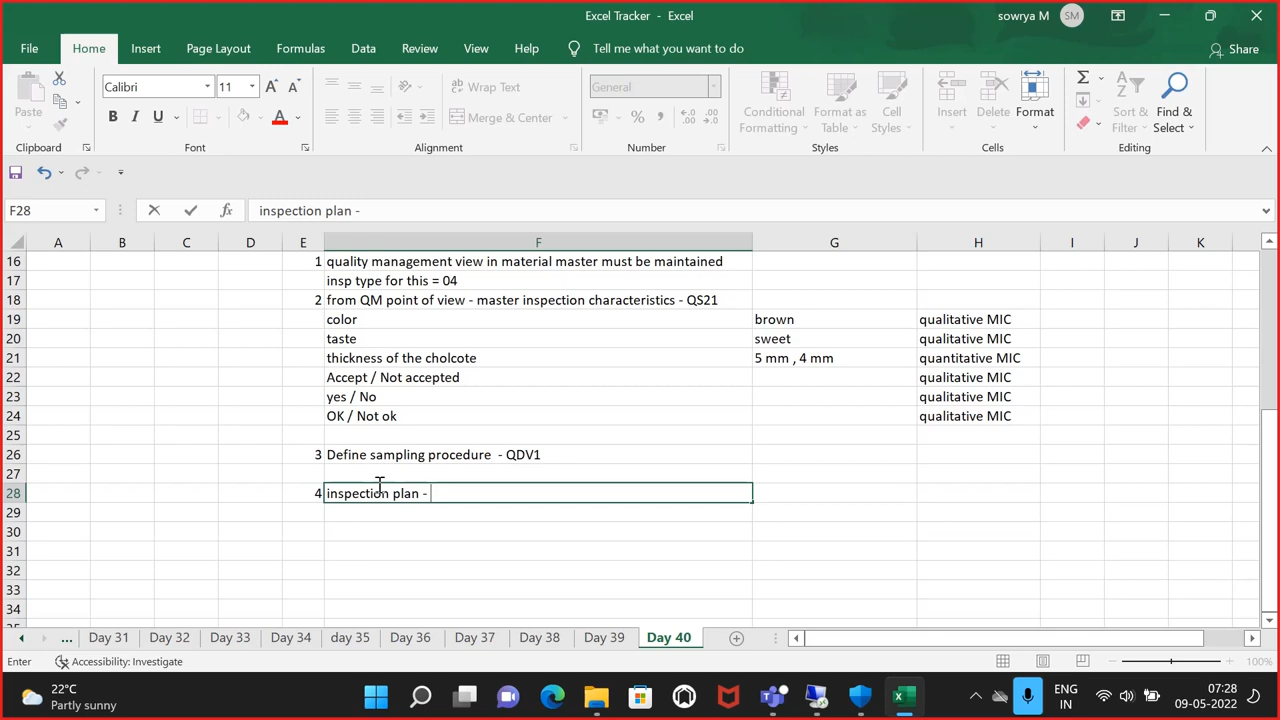 Excel Tracker - Excel
sowrya M
SM
File Home Insert Page Layout Formulas Data Review View Help Tell me what you want to do Share
Paste
Calibri 11
B I U
Wrap Text
Merge & Center
General
% ,
Conditional Formatting
Format as Table
Cell Styles
Insert Delete Format
Sort & Filter
Find & Select
Clipboard Font Alignment Number Styles Cells Editing
F28 fx inspection plan -
A B C D E F G H I J K
16 1 quality management view in material master must be maintained
17 insp type for this = 04
18 2 from QM point of view - master inspection characteristics - QS21
19 color brown qualitative MIC
20 taste sweet qualitative MIC
21 thickness of the cholcote 5 mm , 4 mm quantitative MIC
22 Accept / Not accepted qualitative MIC
23 yes / No qualitative MIC
24 OK / Not ok qualitative MIC
25
26 3 Define sampling procedure - QDV1
27
28 4 inspection plan -
29
30
31
32
33
34
... Day 31 Day 32 Day 33 Day 34 day 35 Day 36 Day 37 Day 38 Day 39 Day 40
Enter Accessibility: Investigate 100%
22°C
Partly sunny
ENG
IN
07:28
09-05-2022